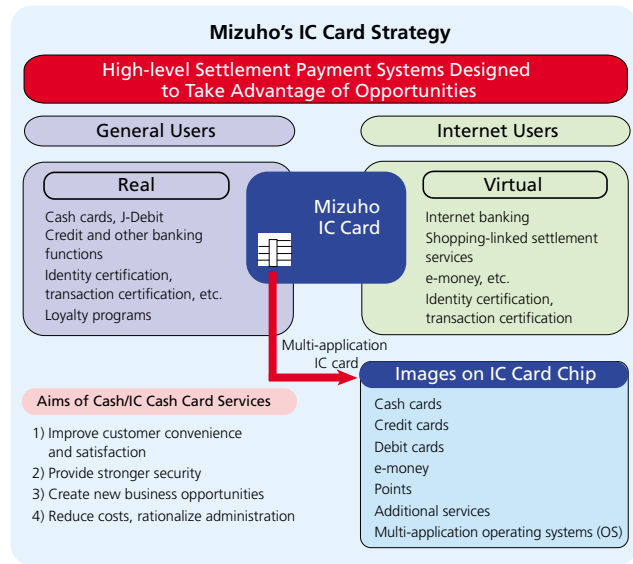 Mizuho's IC Card Strategy
High-level Settlement Payment Systems Designed
to Take Advantage of Opportunities
General Users
Internet Users
Real
Cash cards, J-Debit
Credit and other banking
functions
Identity certification,
transaction certification, etc.
Loyalty programs
Mizuho
IC Card
Virtual
Internet banking
Shopping-linked settlement
services
e-money, etc.
Identity certification,
transaction certification
Multi-application
IC card
Images on IC Card Chip
Cash cards
Credit cards
Debit cards
e-money
Points
Additional services
Multi-application operating systems (OS)
Aims of Cash/IC Cash Card Services
1) Improve customer convenience
and satisfaction
2) Provide stronger security
3) Create new business opportunities
4) Reduce costs, rationalize administration